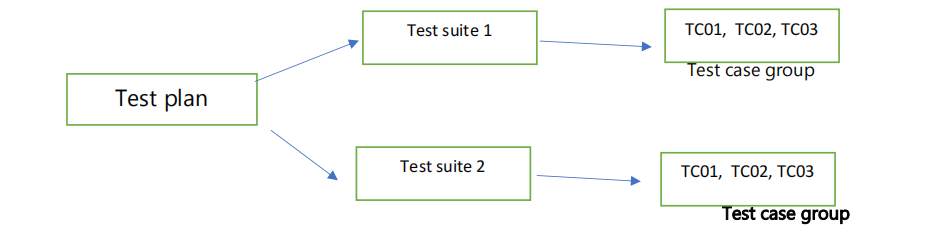 Test suite 1
TC01,  TC02, TC03
Test case group
Test plan
Test suite 2
TC01,  TC02, TC03
Test case group